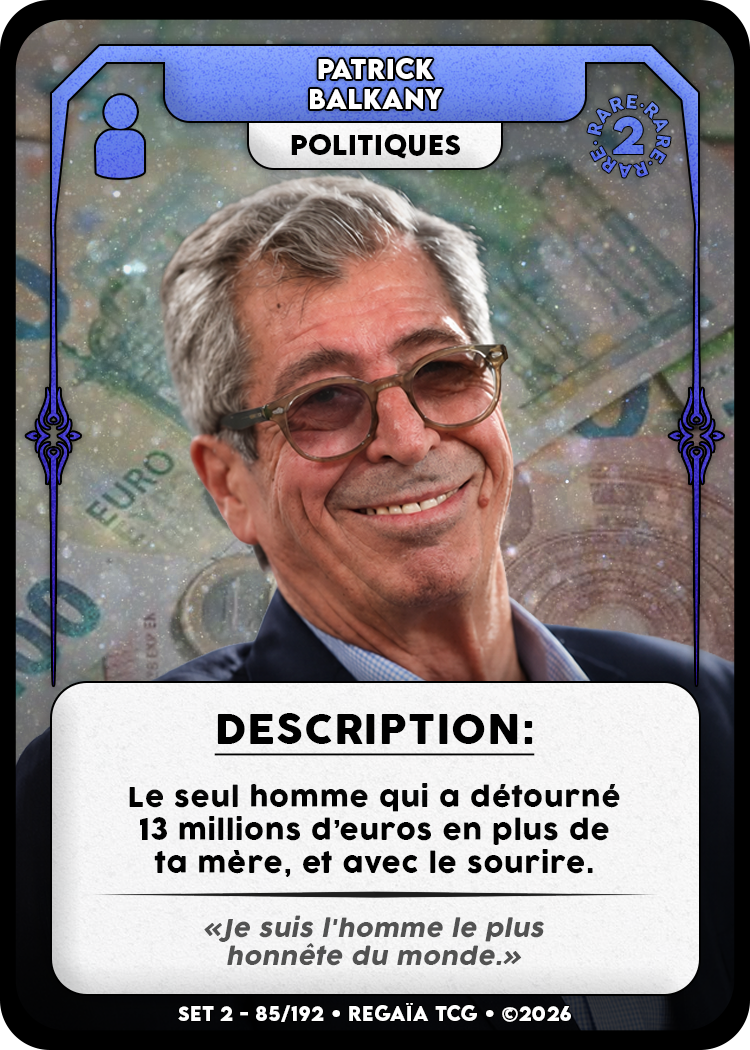 PATRICK
BALKANY
POLITIQUES
RARE·RARE·RARE·
2
EURO
DESCRIPTION:
Le seul homme qui a détourné
13 millions d'euros en plus de
ta mère, et avec le sourire.
«Je suis l'homme le plus
honnête du monde.»
SET 2 - 85/192 • REGAÏA TCG • ©2026